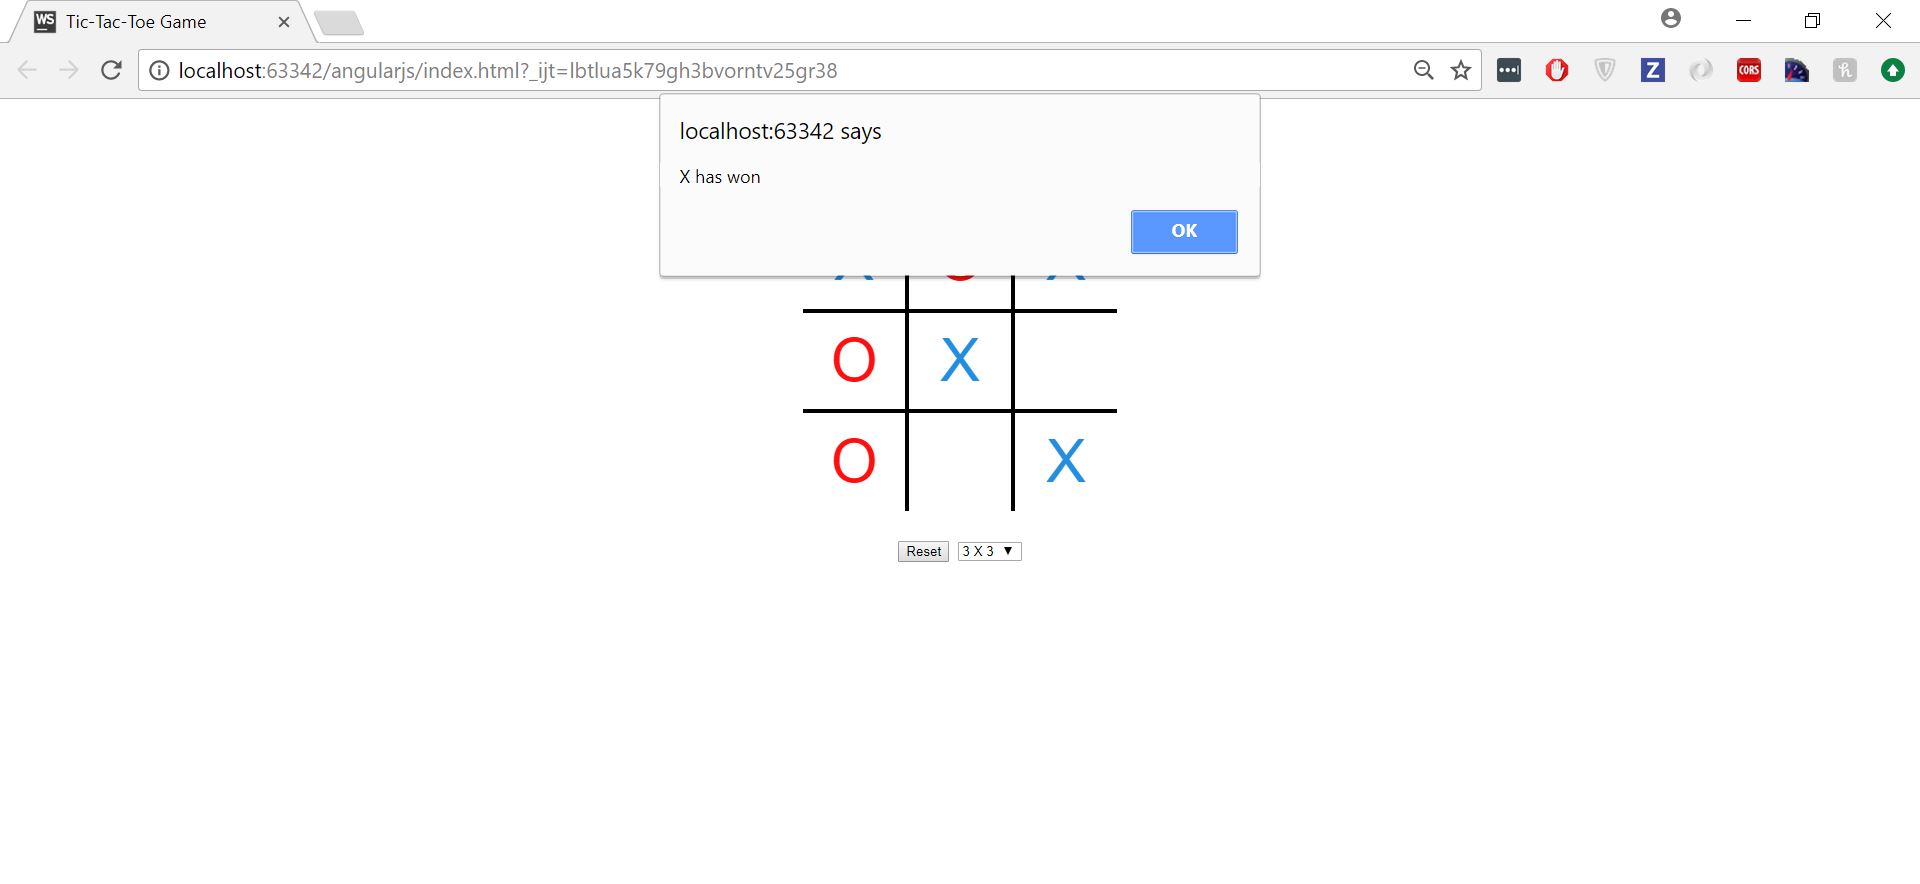 WS Tic-Tac-Toe Game
localhost:63342/angularjs/index.html?_ijt=lbtlua5k79gh3bvorntv25gr38
Z CORS h
localhost:63342 says
X has won
OK
X O X
O X
O X
Reset 3 X 3